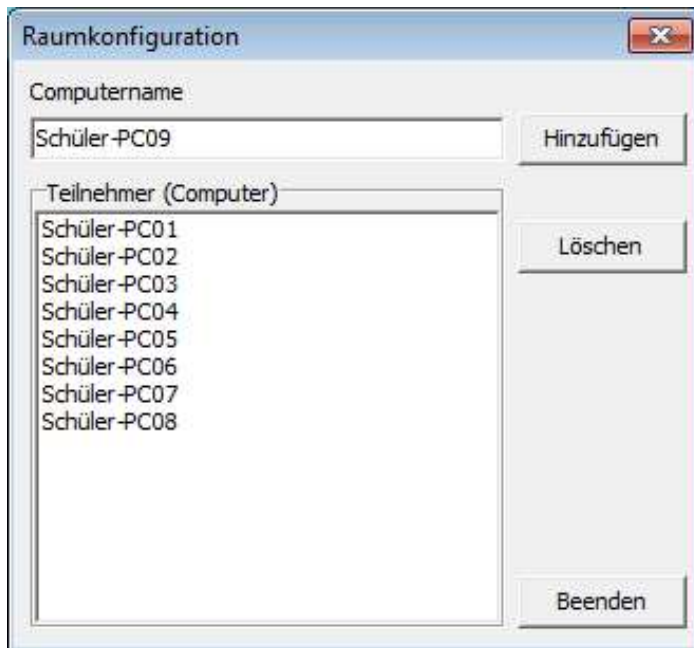 Raumkonfiguration
Computername
Schüler-PC09
Hinzufügen
Teilnehmer (Computer)
Schüler-PC01
Schüler-PC02
Schüler-PC03
Schüler-PC04
Schüler-PC05
Schüler-PC06
Schüler-PC07
Schüler-PC08
Löschen
Beenden